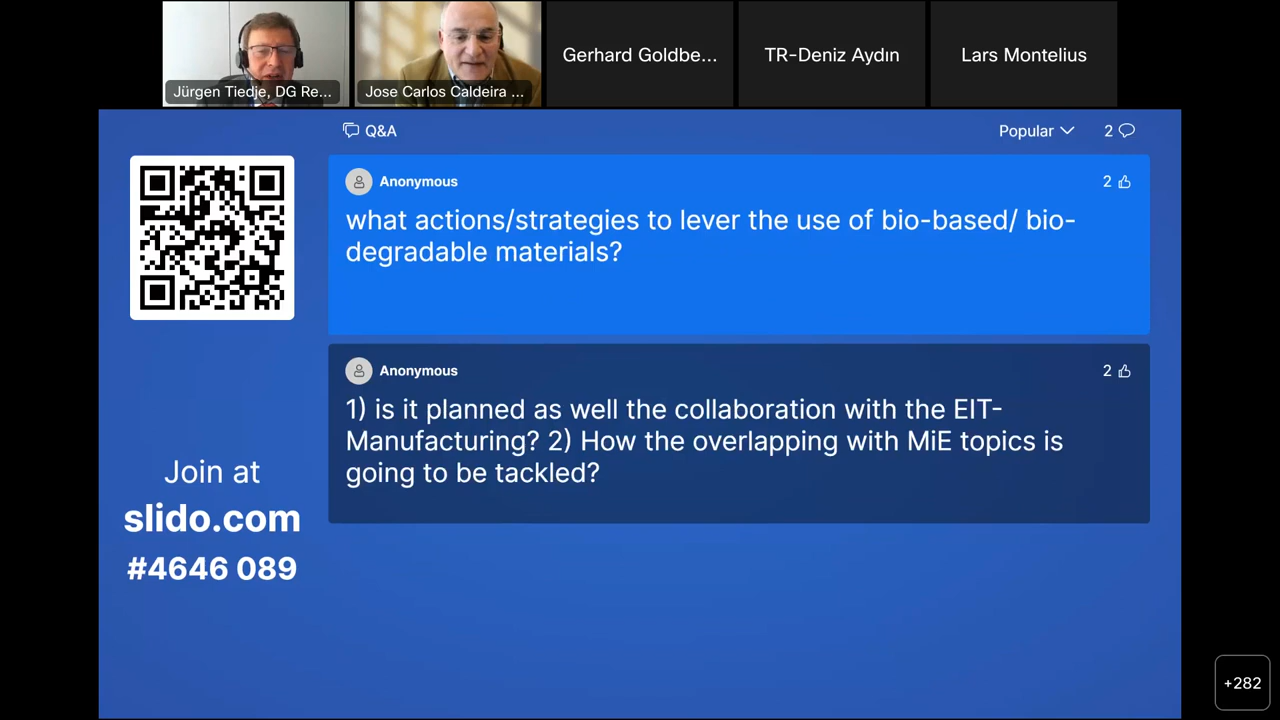 Jürgen Tiedje, DG Re...
Jose Carlos Caldeira ...
Gerhard Goldbe...
TR-Deniz Aydın
Lars Montelius
Q&A
Popular
2
Anonymous
2
what actions/strategies to lever the use of bio-based/ bio-
degradable materials?
Anonymous
2
1) is it planned as well the collaboration with the EIT-
Manufacturing? 2) How the overlapping with MiE topics is
going to be tackled?
Join at
slido.com
#4646 089
+282